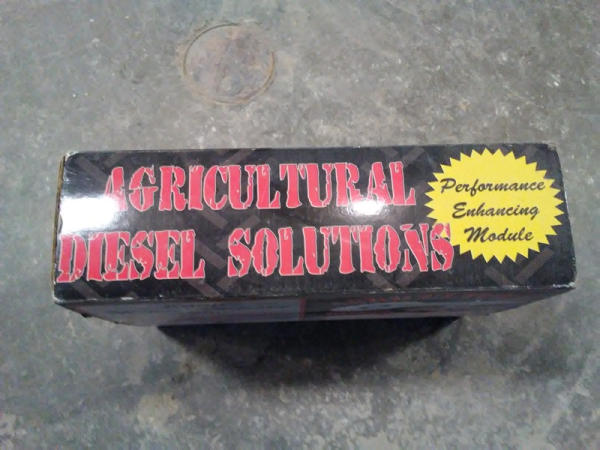 AGRICULTURAL
DIESEL SOLUTIONS
Performance
Enhancing
Module